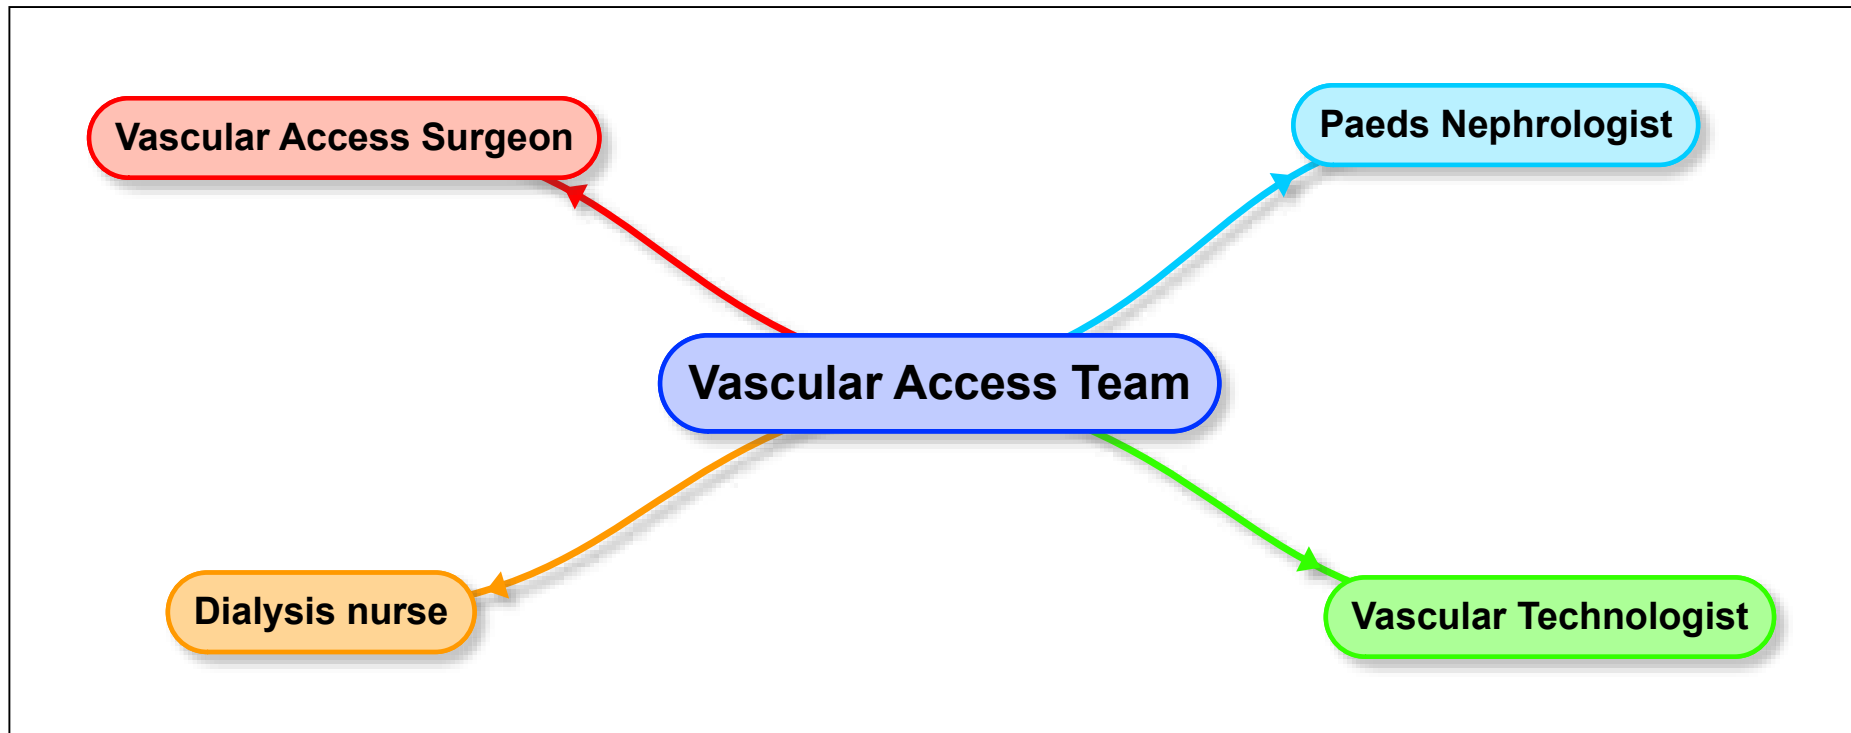 Vascular Access Surgeon
Paeds Nephrologist
Vascular Access Team
Dialysis nurse
Vascular Technologist